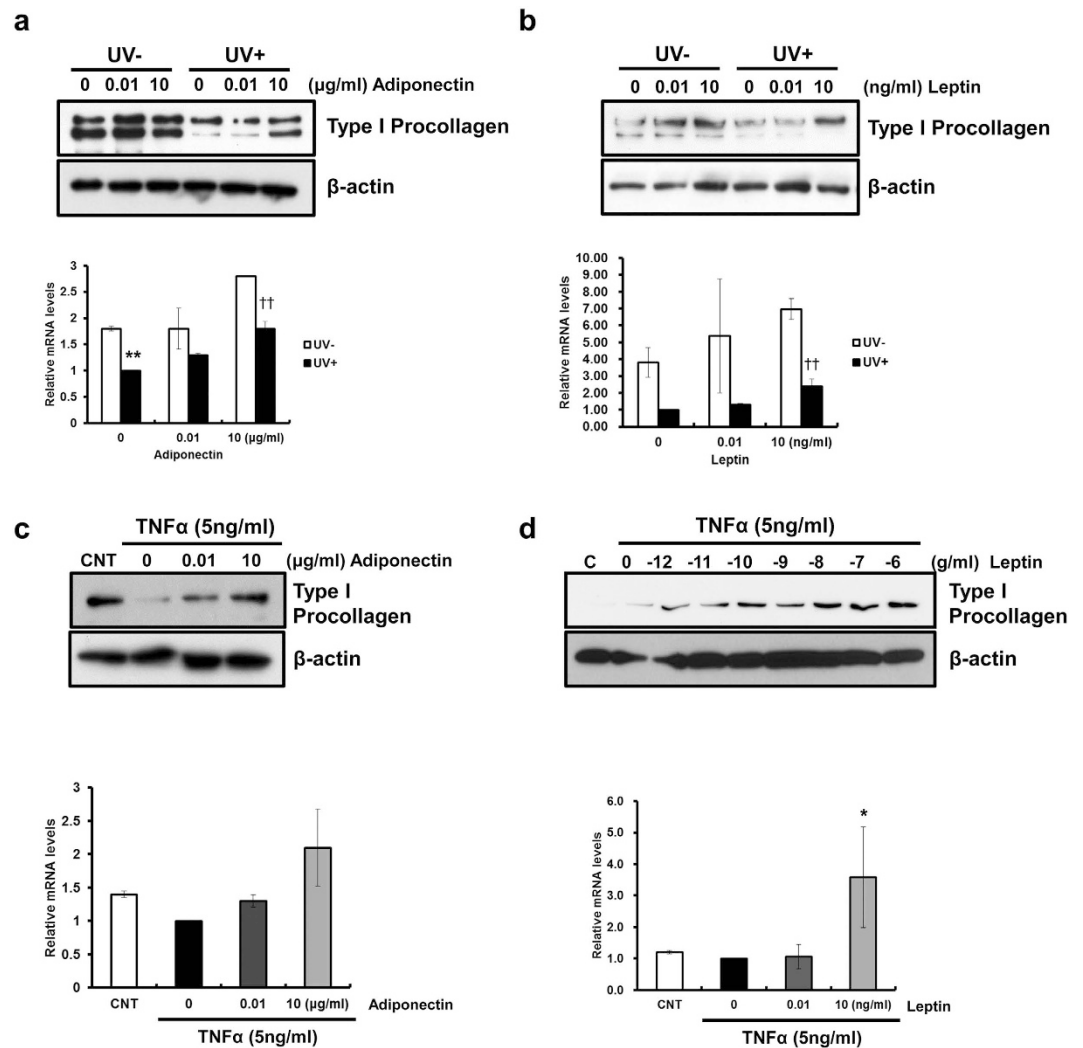 a
UV- UV+
0 0.01 10 0 0.01 10 (µg/ml) Adiponectin
Type I Procollagen
β-actin
Relative mRNA levels
3
2.5
2
1.5
1
0.5
0
**
††
UV-
UV+
0 0.01 10 (µg/ml)
Adiponectin
b
UV- UV+
0 0.01 10 0 0.01 10 (ng/ml) Leptin
Type I Procollagen
β-actin
Relative mRNA levels
10.00
9.00
8.00
7.00
6.00
5.00
4.00
3.00
2.00
1.00
0.00
††
UV-
UV+
0 0.01 10 (ng/ml)
Leptin
c
TNFα (5ng/ml)
CNT 0 0.01 10 (µg/ml) Adiponectin
Type I
Procollagen
β-actin
Relative mRNA levels
3
2.5
2
1.5
1
0.5
0
CNT 0 0.01 10 (µg/ml) Adiponectin
TNFα (5ng/ml)
d
TNFα (5ng/ml)
C 0 -12 -11 -10 -9 -8 -7 -6 (g/ml) Leptin
Type I
Procollagen
β-actin
Relative mRNA levels
6.0
5.0
4.0
3.0
2.0
1.0
0.0
*
CNT 0 0.01 10 (ng/ml) Leptin
TNFα (5ng/ml)